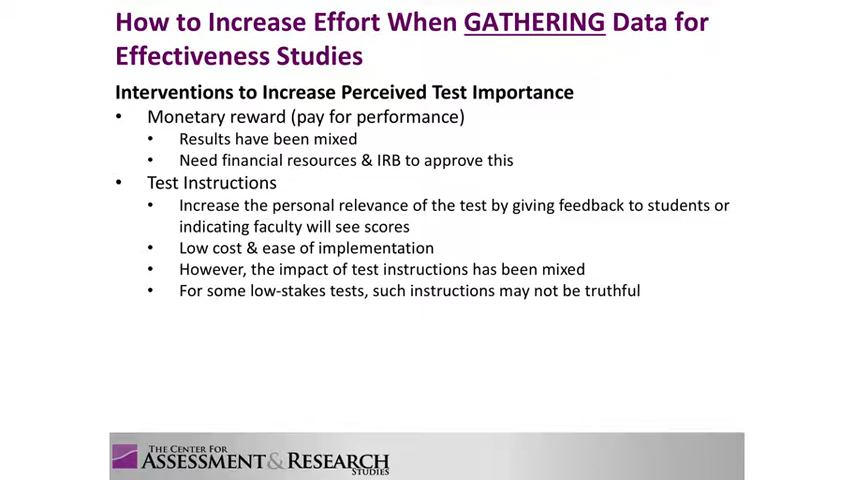 How to Increase Effort When GATHERING Data for
Effectiveness Studies
Interventions to Increase Perceived Test Importance
• Monetary reward (pay for performance)
• Results have been mixed
• Need financial resources & IRB to approve this
• Test Instructions
• Increase the personal relevance of the test by giving feedback to students or
indicating faculty will see scores
• Low cost & ease of implementation
• However, the impact of test instructions has been mixed
• For some low-stakes tests, such instructions may not be truthful
THE CENTER FOR
ASSESSMENT & RESEARCH
STUDIES